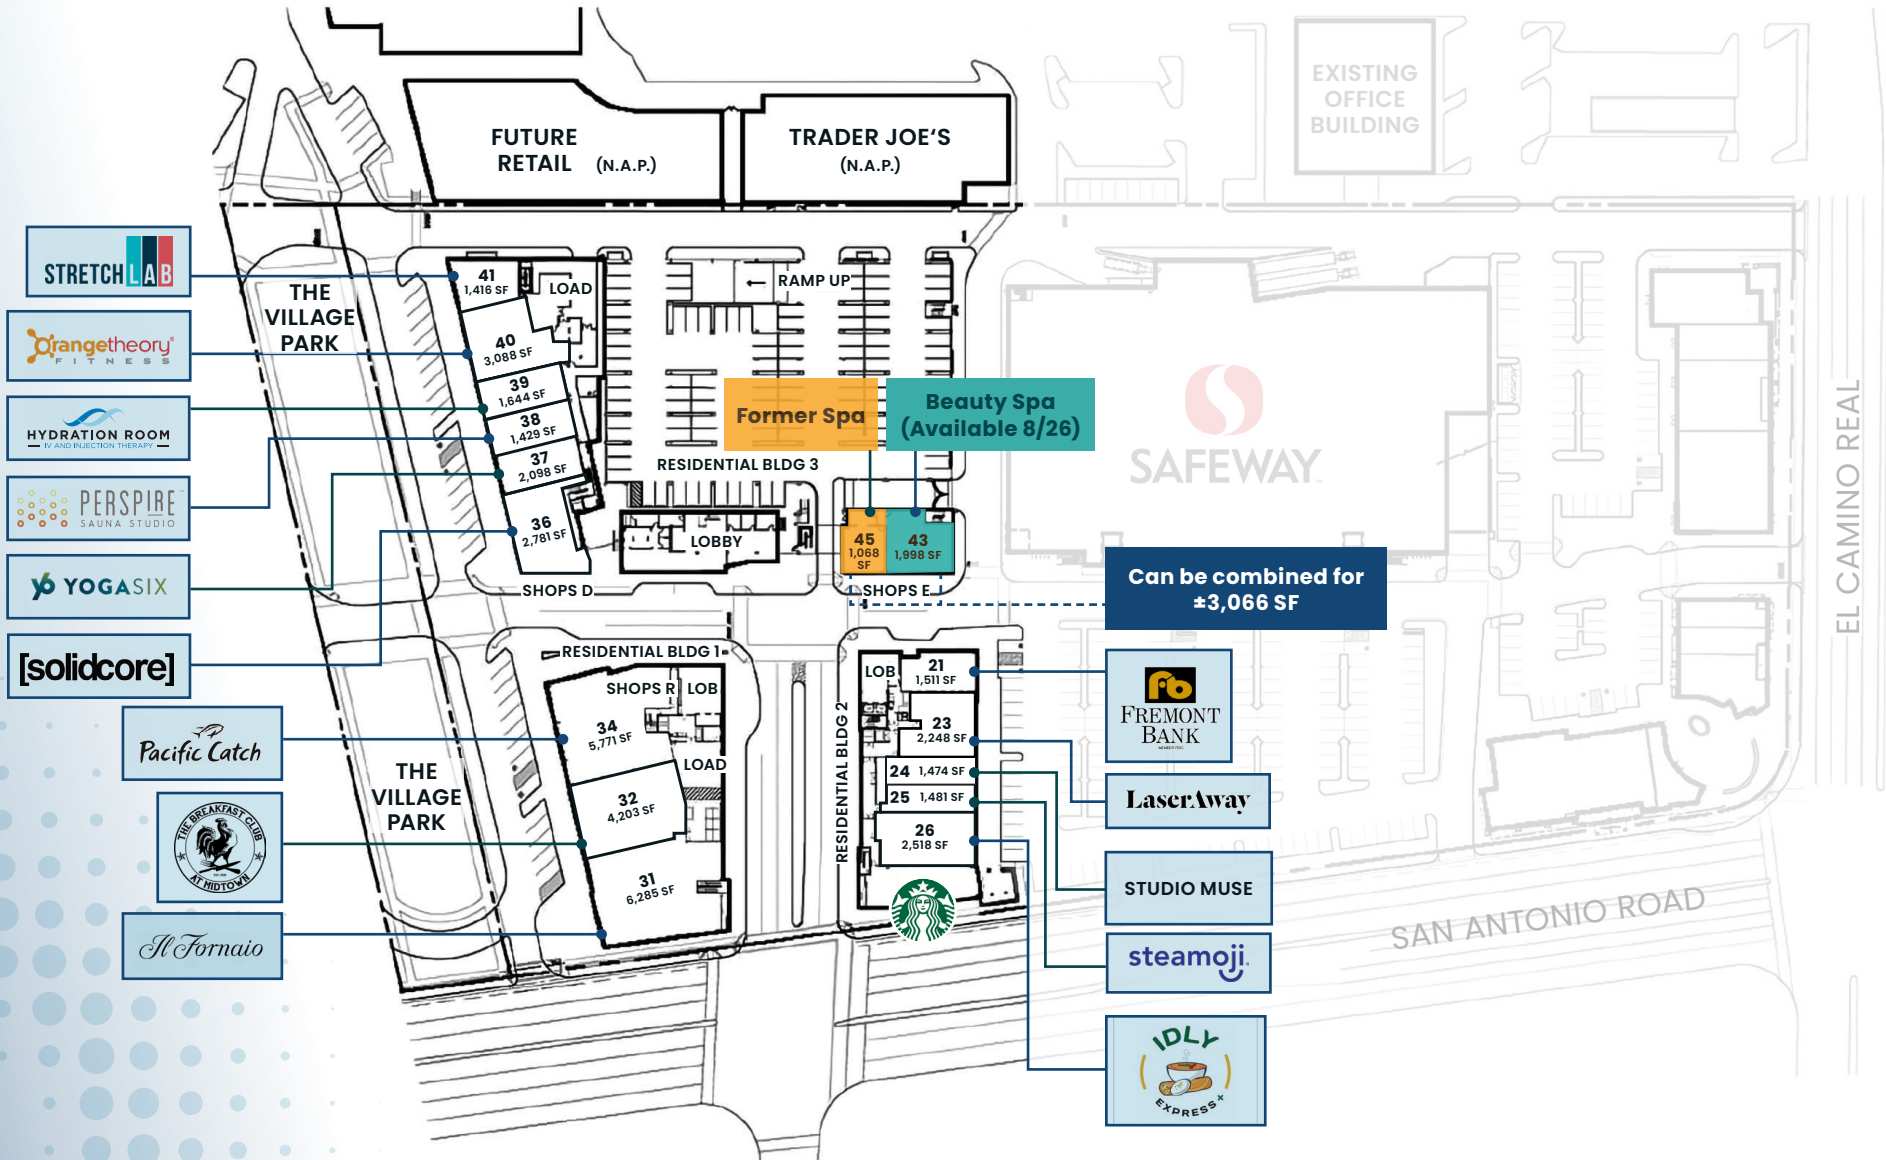 EXISTING
OFFICE
BUILDING
FUTURE
RETAIL (N.A.P.)
TRADER JOE'S
(N.A.P.)
STRETCHLAB
Orangetheory®
FITNESS
HYDRATION ROOM
IV AND INJECTION THERAPY
PERSPIRE
SAUNA STUDIO
YO YOGASIX
[solidcore]
Pacific Catch
THE BREAKFAST CLUB
AT MIDTOWN
Il Fornaio
THE
VILLAGE
PARK
41
1,416 SF
LOAD
40
3,088 SF
39
1,644 SF
38
1,429 SF
37
2,098 SF
36
2,781 SF
SHOPS D
RAMP UP
Former Spa
Beauty Spa
(Available 8/26)
RESIDENTIAL BLDG 3
LOBBY
45
1,068
SF
43
1,998 SF
SHOPS E
SAFEWAY
EL CAMINO REAL
Can be combined for
±3,066 SF
RESIDENTIAL BLDG 1
SHOPS R
LOB
34
5,771 SF
LOAD
32
4,203 SF
31
6,285 SF
THE
VILLAGE
PARK
RESIDENTIAL BLDG 2
LOB
21
1,511 SF
23
2,248 SF
24 1,474 SF
25 1,481 SF
26
2,518 SF
fb
FREMONT
BANK
MEMBER FDIC
LaserAway
STUDIO MUSE
steamoji
IDLY
EXPRESS+
SAN ANTONIO ROAD